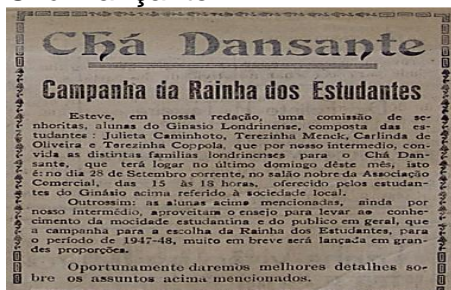 Chá Dansante
Campanha da Rainha dos Estudantes
Esteve, em nossa redação, uma comissão de se-
nhoritas, alunas do Ginasio Londrinense, composta das es-
tudantes : Julieta Caminhoto, Terezinha Menck, Carlinda de
Oliveira e Terezinha Coppola, que por nosso intermedio, con-
vida as distintas familias londrinenses para o Chá Dan-
sante, que terá logar no último domingo dêste mês, isto
é: no dia 28 de Setembro corrente, no salão nobre da Associação
Comercial, das 15 ás 18 horas, oferecido pelos estudan-
tes do Ginásio acima referido à sociedade local.
Outrossim: as alunas acima mencionadas, ainda por
nosso intermédio, aproveitam o ensejo para levar ao conhe-
cimento da mocidade estudantina e do publico em geral, que
a campanha para a escolha da Rainha dos Estudantes, para
o periodo de 1947-48, muito em breve será lançada em gran-
des proporções.
Oportunamente daremos melhores detalhes so-
bre os assuntos acima mencionados.